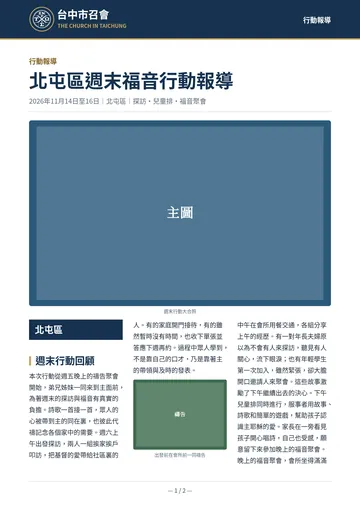 台中市召會
THE CHURCH IN TAICHUNG
行動報導
行動報導
北屯區週末福音行動報導
2026年11月14日至16日｜北屯區｜探訪・兒童排・福音聚會
主圖
週末行動大合照
北屯區
週末行動回顧
本次行動從週五晚上的禱告聚會
開始，弟兄姊妹一同來到主面前，
為著週末的探訪與福音有真實的
負擔。詩歌一首接一首，眾人的
心被帶到主的同在裏，也彼此代
禱記念各個家中的需要。週六上
午出發探訪，兩人一組挨家挨戶
叩訪，把基督的愛帶給社區裏的
人。有的家庭開門接待，有的雖
然暫時沒有時間，也收下單張並
答應下週再約。過程中眾人學到，
不是靠自己的口才，乃是靠著主
的帶領與及時的發表。
禱告
出發前在會所前一同禱告
中午在會所用餐交通，各組分享
上午的經歷。有一對年長夫婦原
以為不會有人來探訪，聽見有人
關心，流下眼淚；也有年輕學生
第一次加入，雖然緊張，卻大膽
開口邀請人來聚會。這些故事激
勵了下午繼續出去的決心。下午
兒童排同時進行，服事者用故事、
詩歌和簡單的遊戲，幫助孩子認
識主耶穌的愛。家長在一旁看見
孩子開心唱詩，自己也受感，願
意留下來參加晚上的福音聚會。
晚上的福音聚會，會所坐得滿滿
— 1 / 2 —